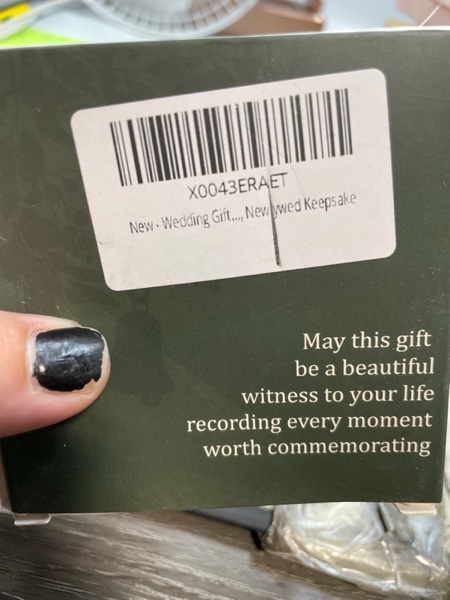 X0043ERAET
New - Wedding Gift..., Newlywed Keepsake
May this gift
be a beautiful
witness to your life
recording every moment
worth commemorating